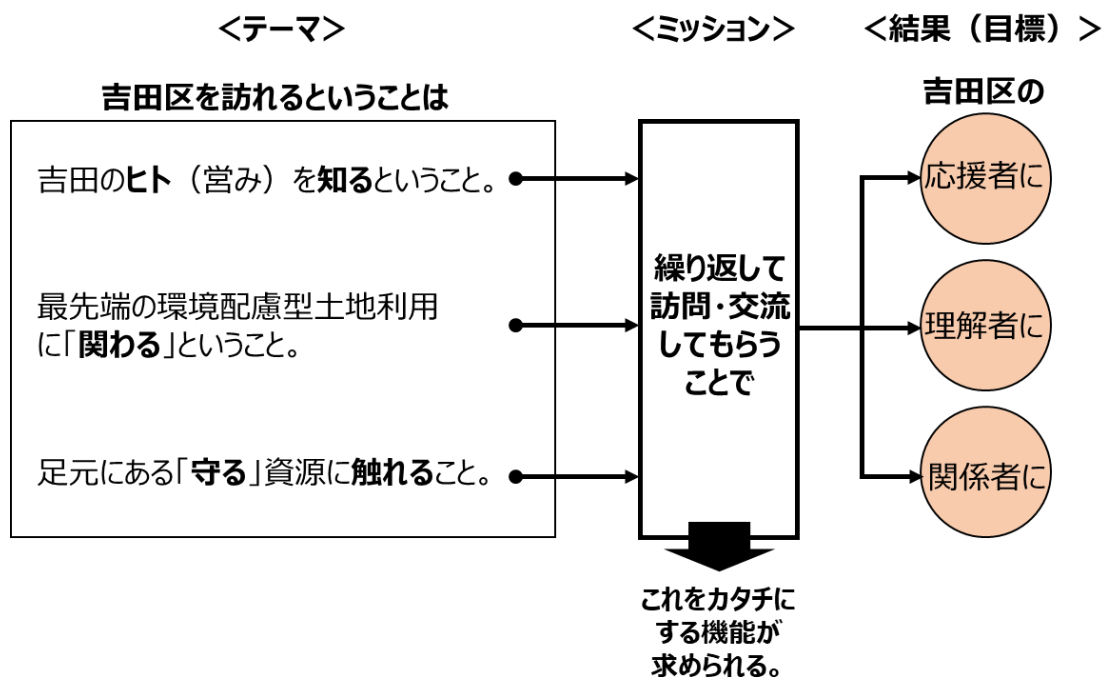 ＜テーマ＞
＜ミッション＞
＜結果（目標）＞
吉田区を訪れるということは
吉田区の
吉田のヒト（営み）を知るということ。
最先端の環境配慮型土地利用
に「関わる」ということ。
足元にある「守る」資源に触れること。
繰り返して
訪問・交流
してもらう
ことで
応援者に
理解者に
関係者に
これをカタチに
する機能が
求められる。